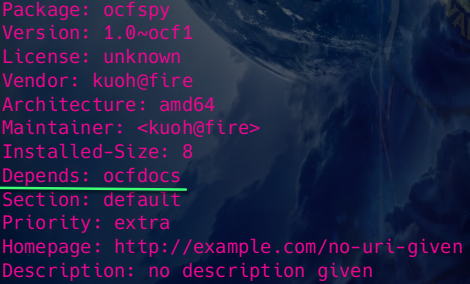 Package: ocfspy
Version: 1.0~ocf1
License: unknown
Vendor: kuoh@fire
Architecture: amd64
Maintainer: <kuoh@fire>
Installed-Size: 8
Depends: ocfdocs
Section: default
Priority: extra
Homepage: http://example.com/no-uri-given
Description: no description given